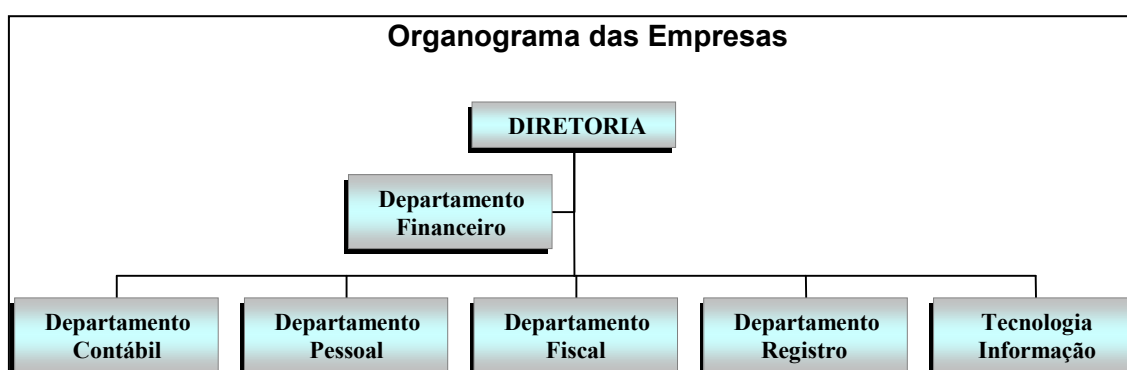 Organograma das Empresas
DIRETORIA
Departamento
Financeiro
Departamento
Contábil
Departamento
Pessoal
Departamento
Fiscal
Departamento
Registro
Tecnologia
Informação